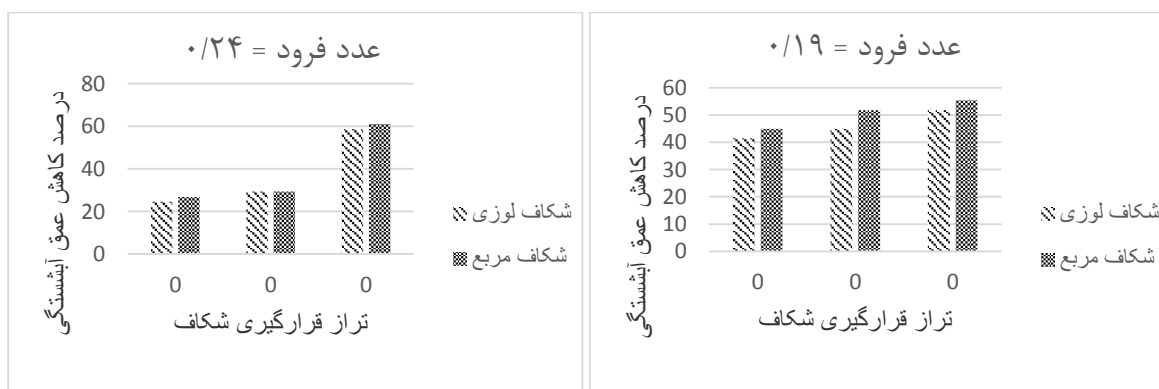 عدد فرود = ۰/۲۴
درصد کاهش عمق آبشستگی
80
60
40
20
0
0 0 0
تراز قرارگیری شکاف
شکاف لوزی
شکاف مربع
عدد فرود = ۰/۱۹
درصد کاهش عمق آبشستگی
60
50
40
30
20
10
0
0 0 0
تراز قرارگیری شکاف
شکاف لوزی
شکاف مربع